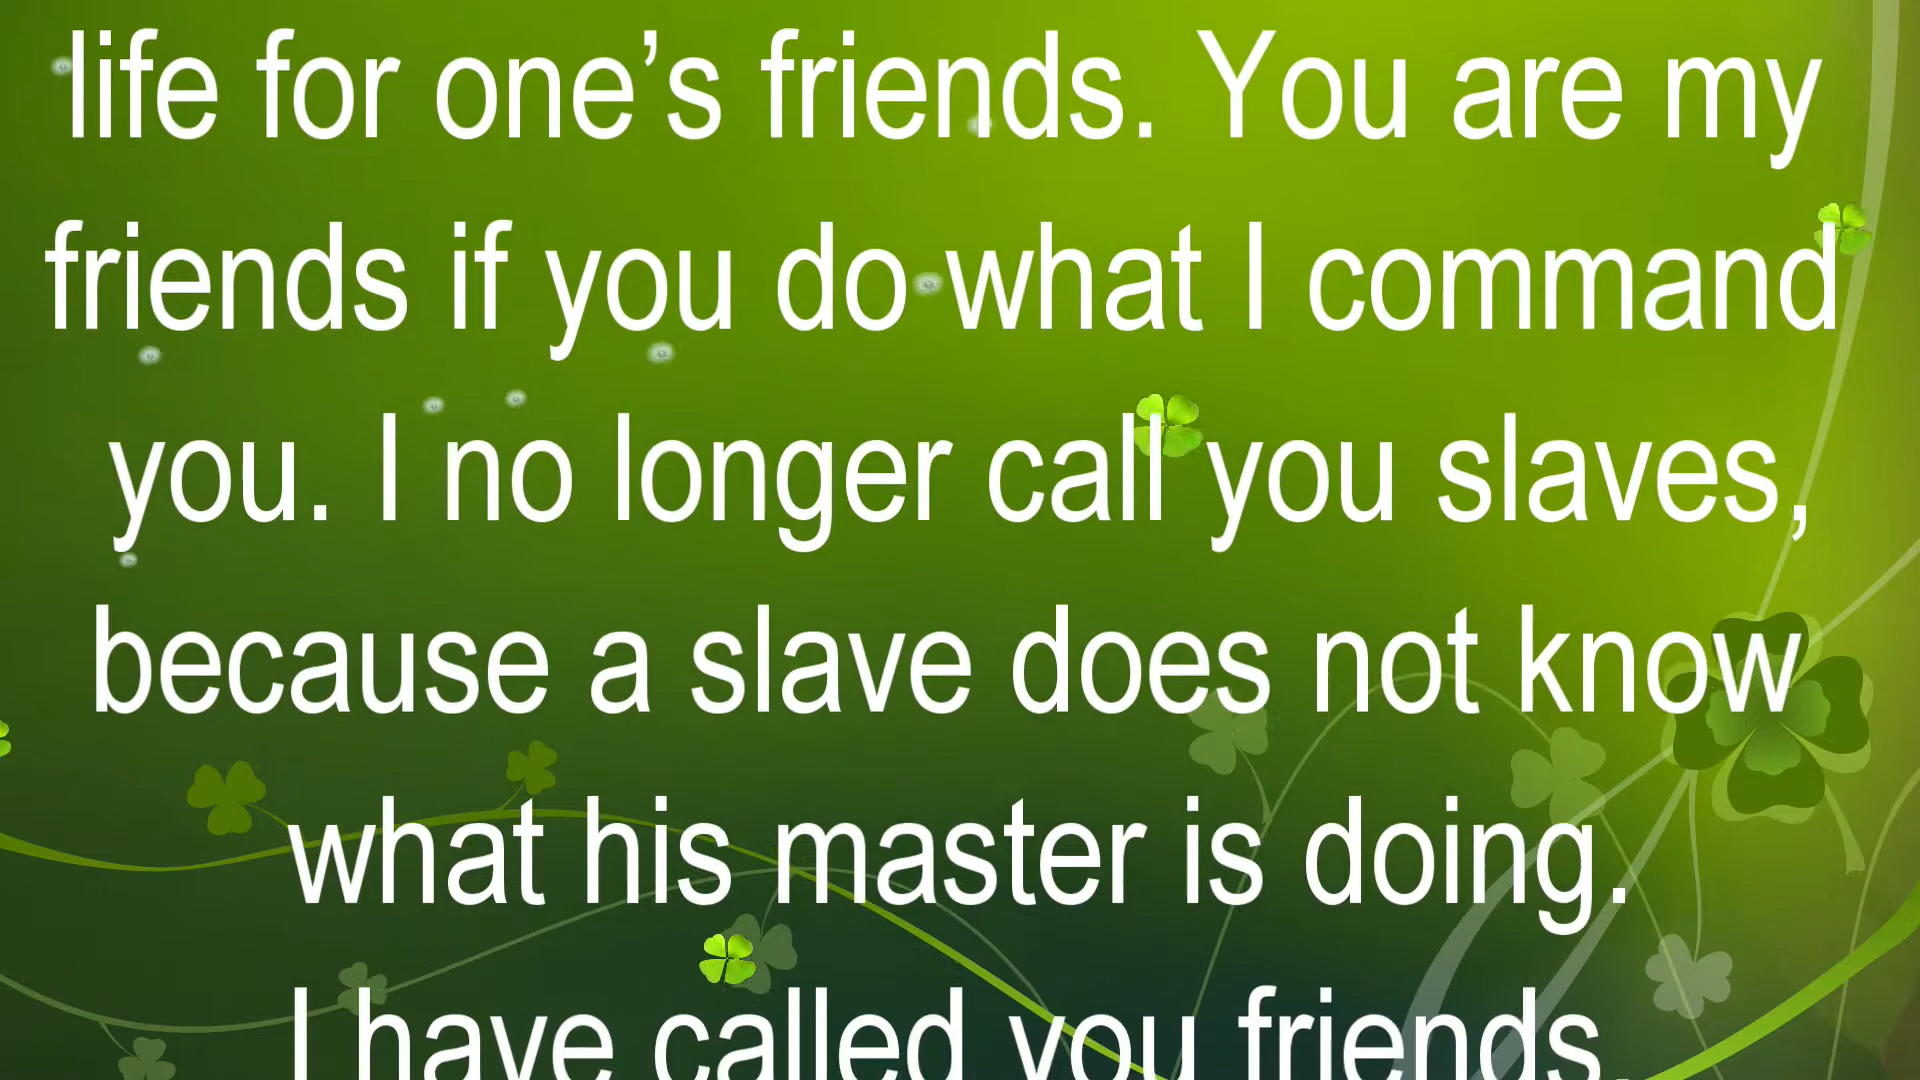 life for one’s friends. You are my
friends if you do what I command
you. I no longer call you slaves,
because a slave does not know
what his master is doing.
I have called you friends,